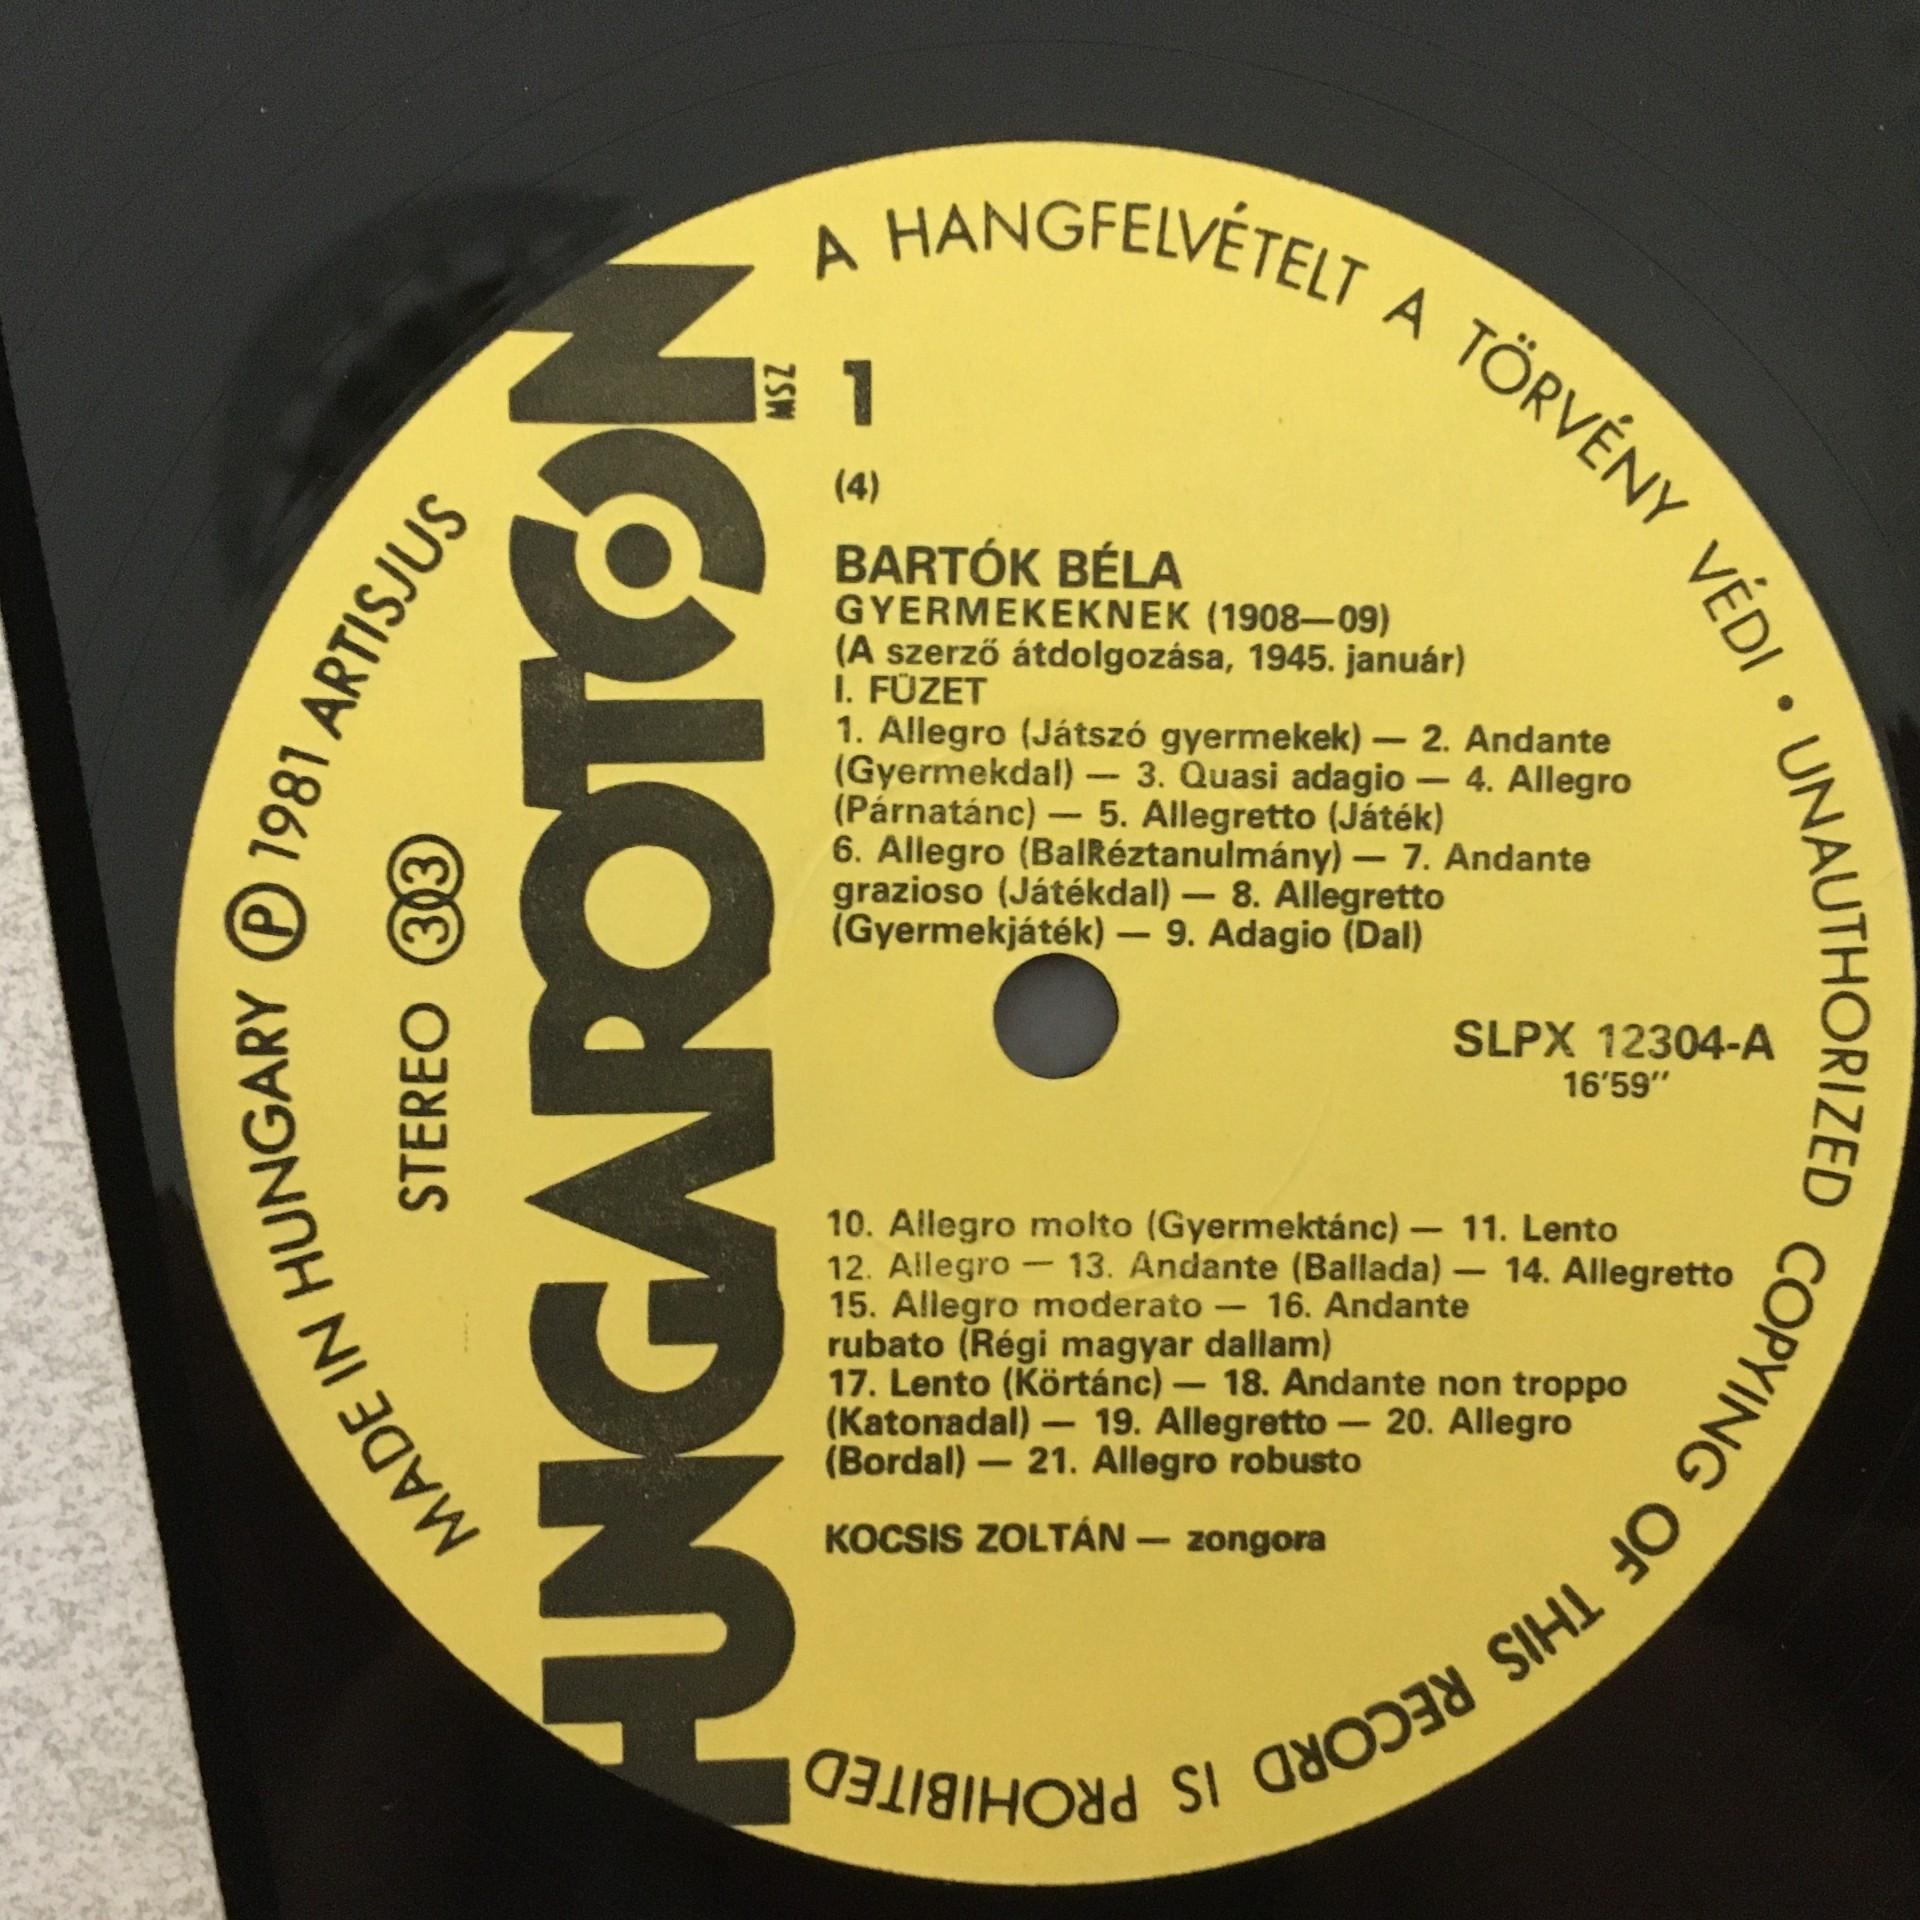 A HANGFELVÉTELT A TÖRVÉNY VÉDI • UNAUTHORIZED COPYING OF THIS RECORD IS PROHIBITED
MADE IN HUNGARY Ⓟ 1981 ARTISJUS
STEREO 303
HUNGAROTON
MSZ
1
(4)
BARTÓK BÉLA
GYERMEKEKNEK (1908—09)
(A szerző átdolgozása, 1945. január)
I. FÜZET
1. Allegro (Játszó gyermekek) — 2. Andante
(Gyermekdal) — 3. Quasi adagio — 4. Allegro
(Párnatánc) — 5. Allegretto (Játék)
6. Allegro (BalRéztanulmány) — 7. Andante
grazioso (Játékdal) — 8. Allegretto
(Gyermekjáték) — 9. Adagio (Dal)
SLPX 12304-A
16'59''
10. Allegro molto (Gyermektánc) — 11. Lento
12. Allegro — 13. Andante (Ballada) — 14. Allegretto
15. Allegro moderato — 16. Andante
rubato (Régi magyar dallam)
17. Lento (Körtánc) — 18. Andante non troppo
(Katonadal) — 19. Allegretto — 20. Allegro
(Bordal) — 21. Allegro robusto
KOCSIS ZOLTÁN — zongora